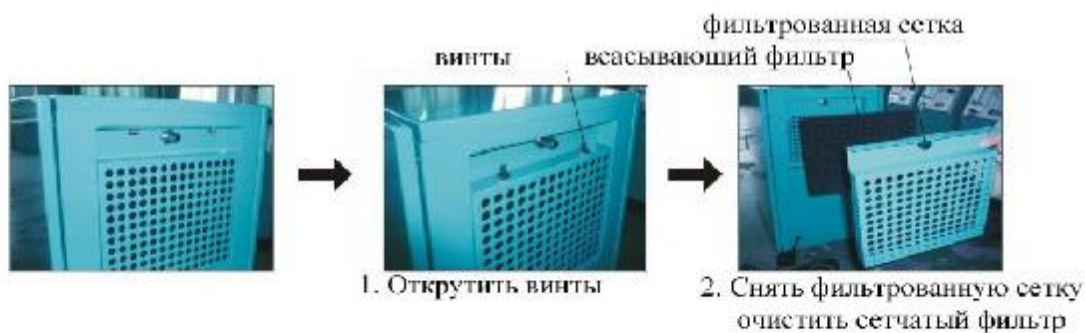 фильтрованная сетка
винты всасывающий фильтр
1. Открутить винты
2. Снять фильтрованную сетку
очистить сетчатый фильтр